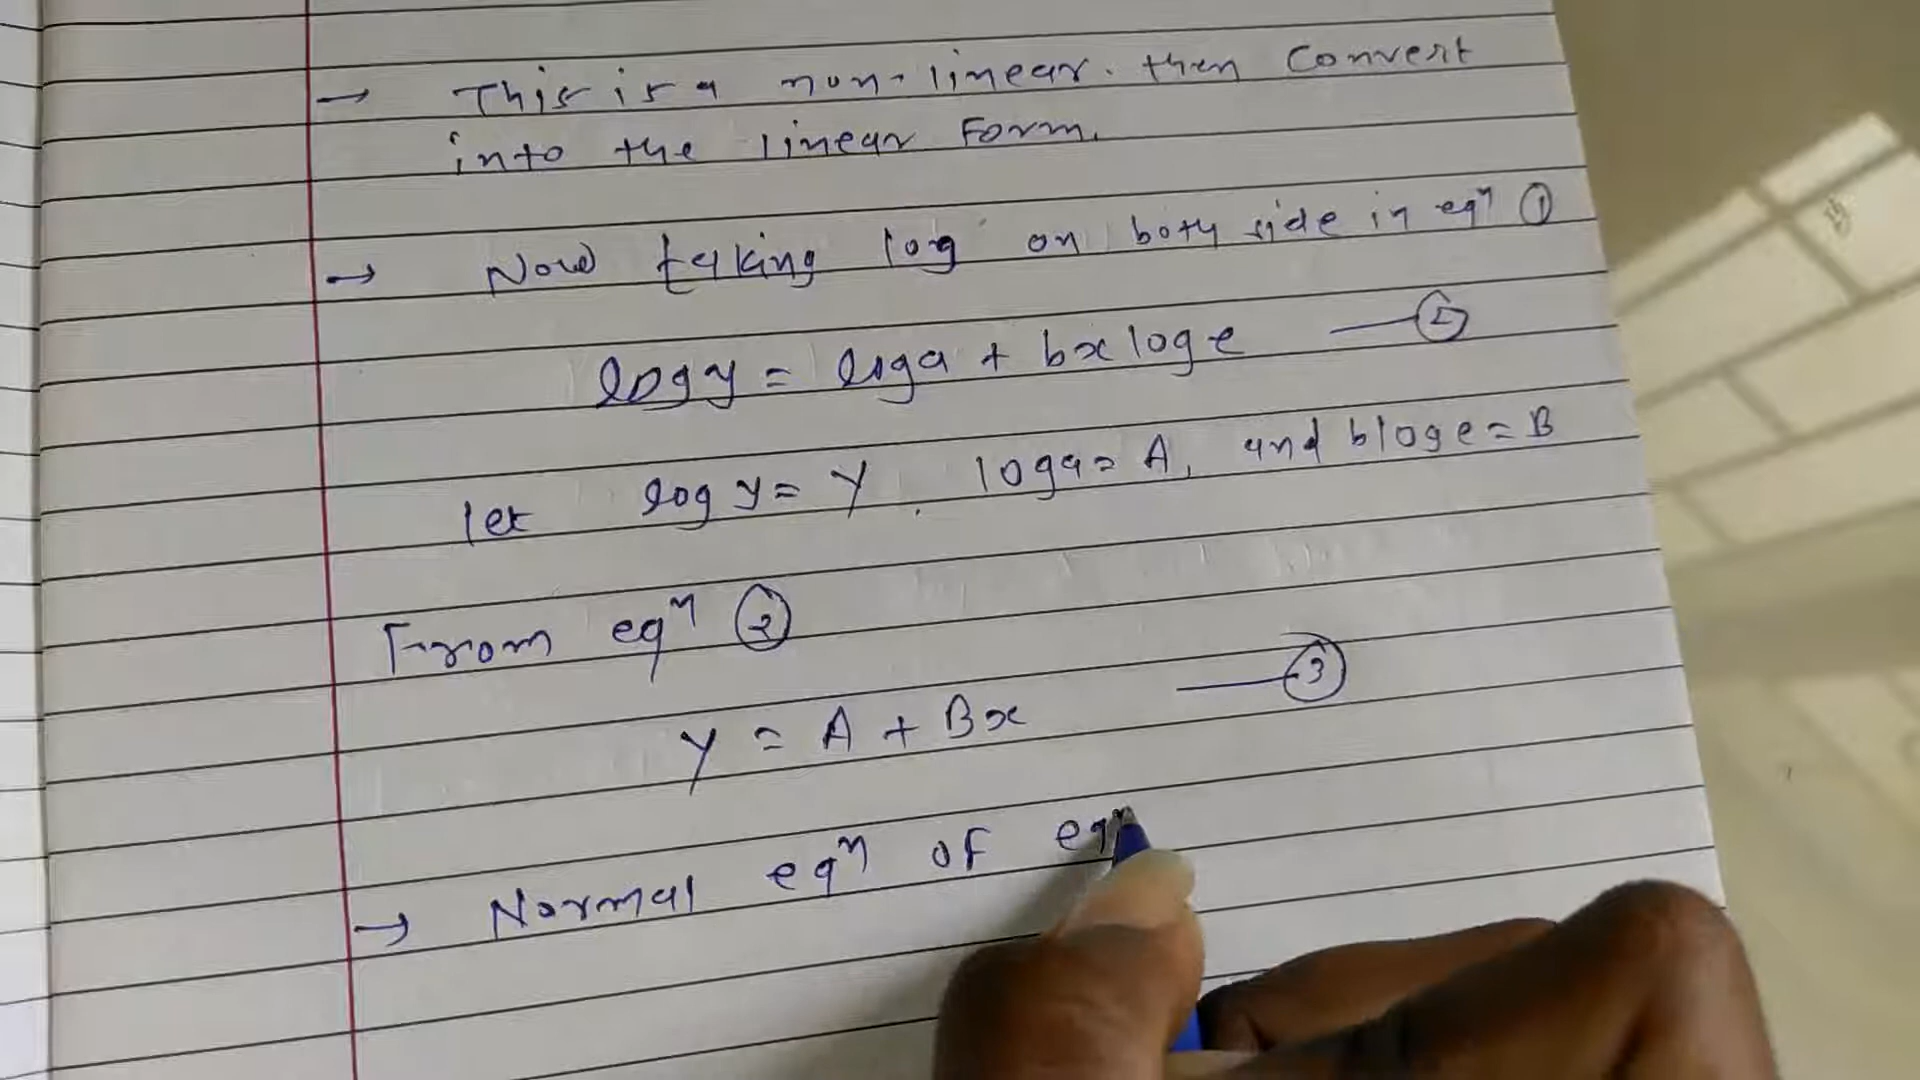 → This is a non-linear. then Convert
into the linear Form.
→ Now taking log on both side in eqⁿ ①
log y = log a + bx log e —②
let log y = Y, log a = A, and b log e = B
From eqⁿ ②
Y = A + Bx —③
→ Normal eqⁿ of eqⁿ